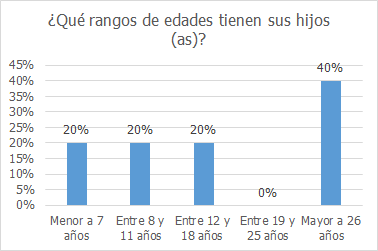 ¿Qué rangos de edades tienen sus hijos
(as)?
45%
40%
35%
30%
25%
20%
15%
10%
5%
0%
20%
20%
20%
0%
40%
Menor a 7
años
Entre 8 y
11 años
Entre 12 y
18 años
Entre 19 y
25 años
Mayor a 26
años